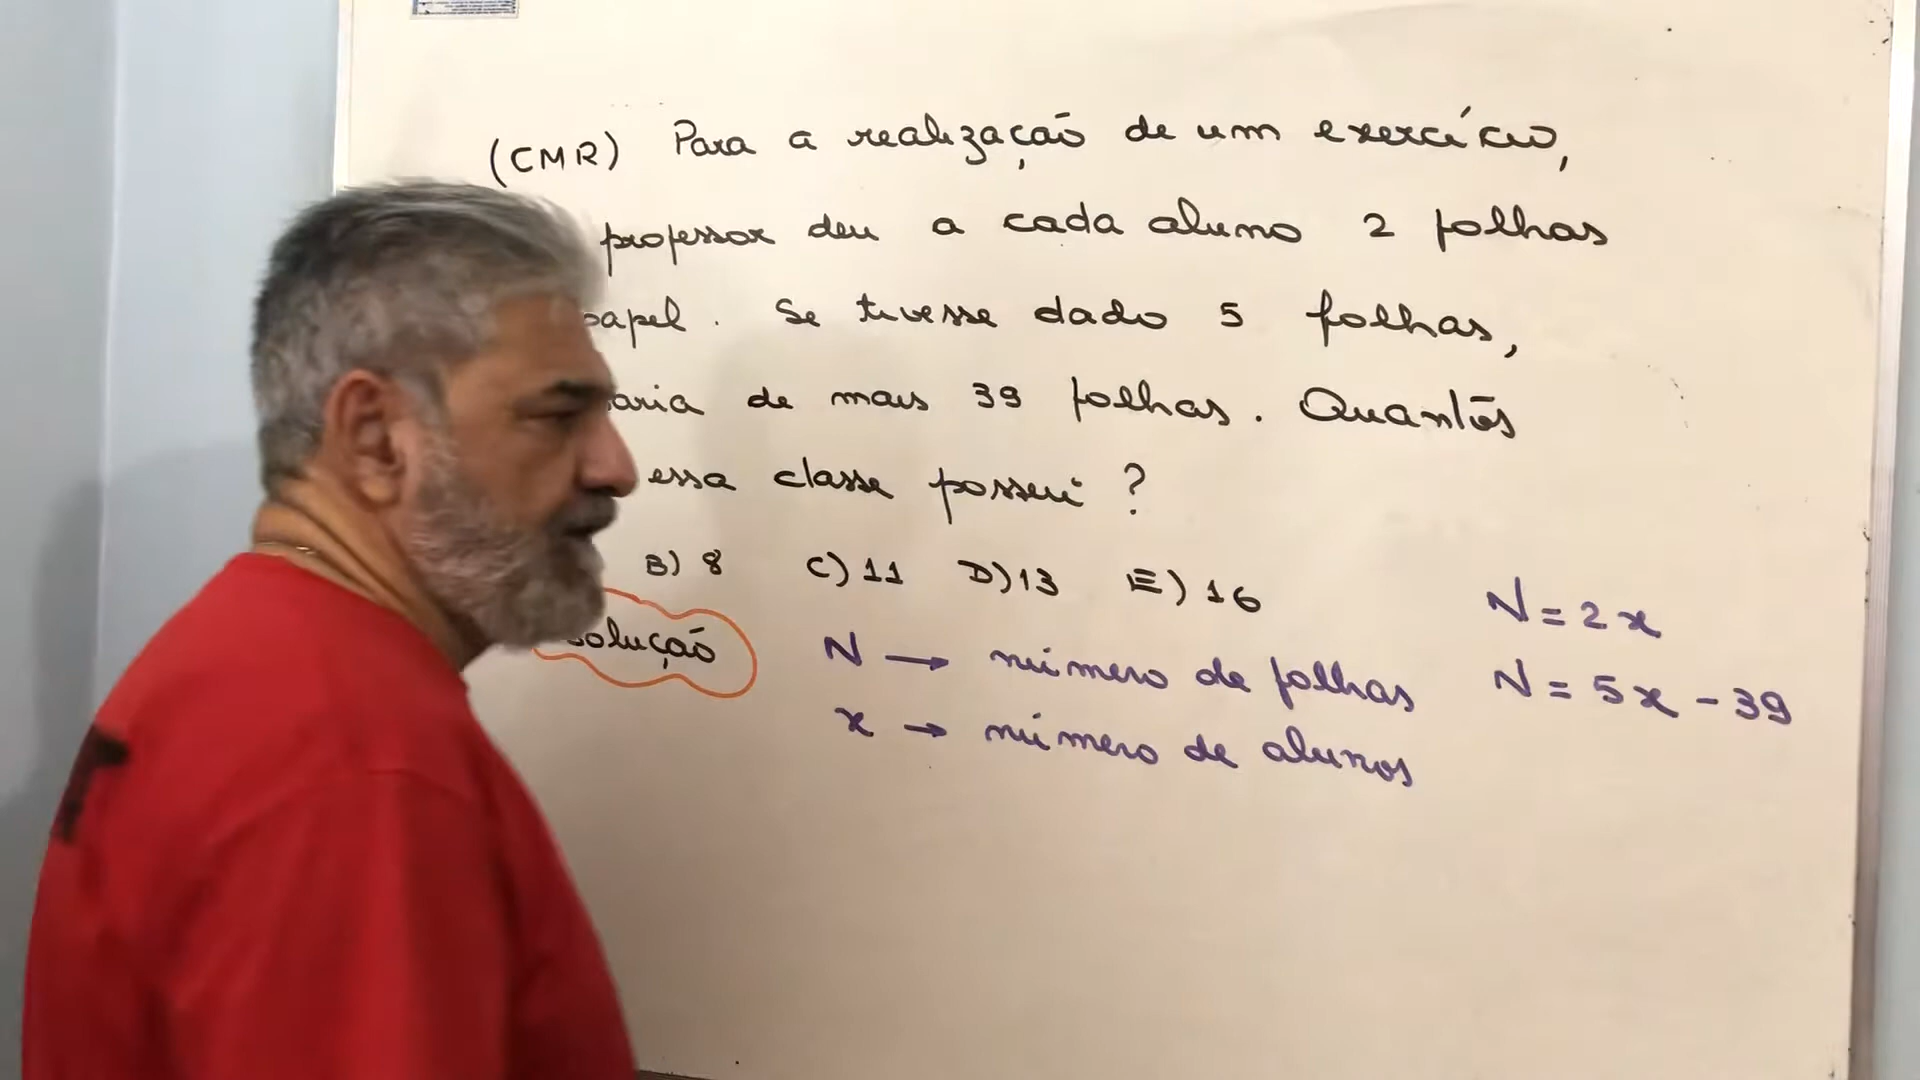 (CMR) Para a realização de um exercício,
professor deu a cada aluno 2 folhas
papel. Se tivesse dado 5 folhas,
aria de mais 39 folhas. Quantos
essa classe possui ?
B) 8 C) 11 D) 13 E) 16
solução
N → número de folhas
x → número de alunos
N = 2x
N = 5x - 39